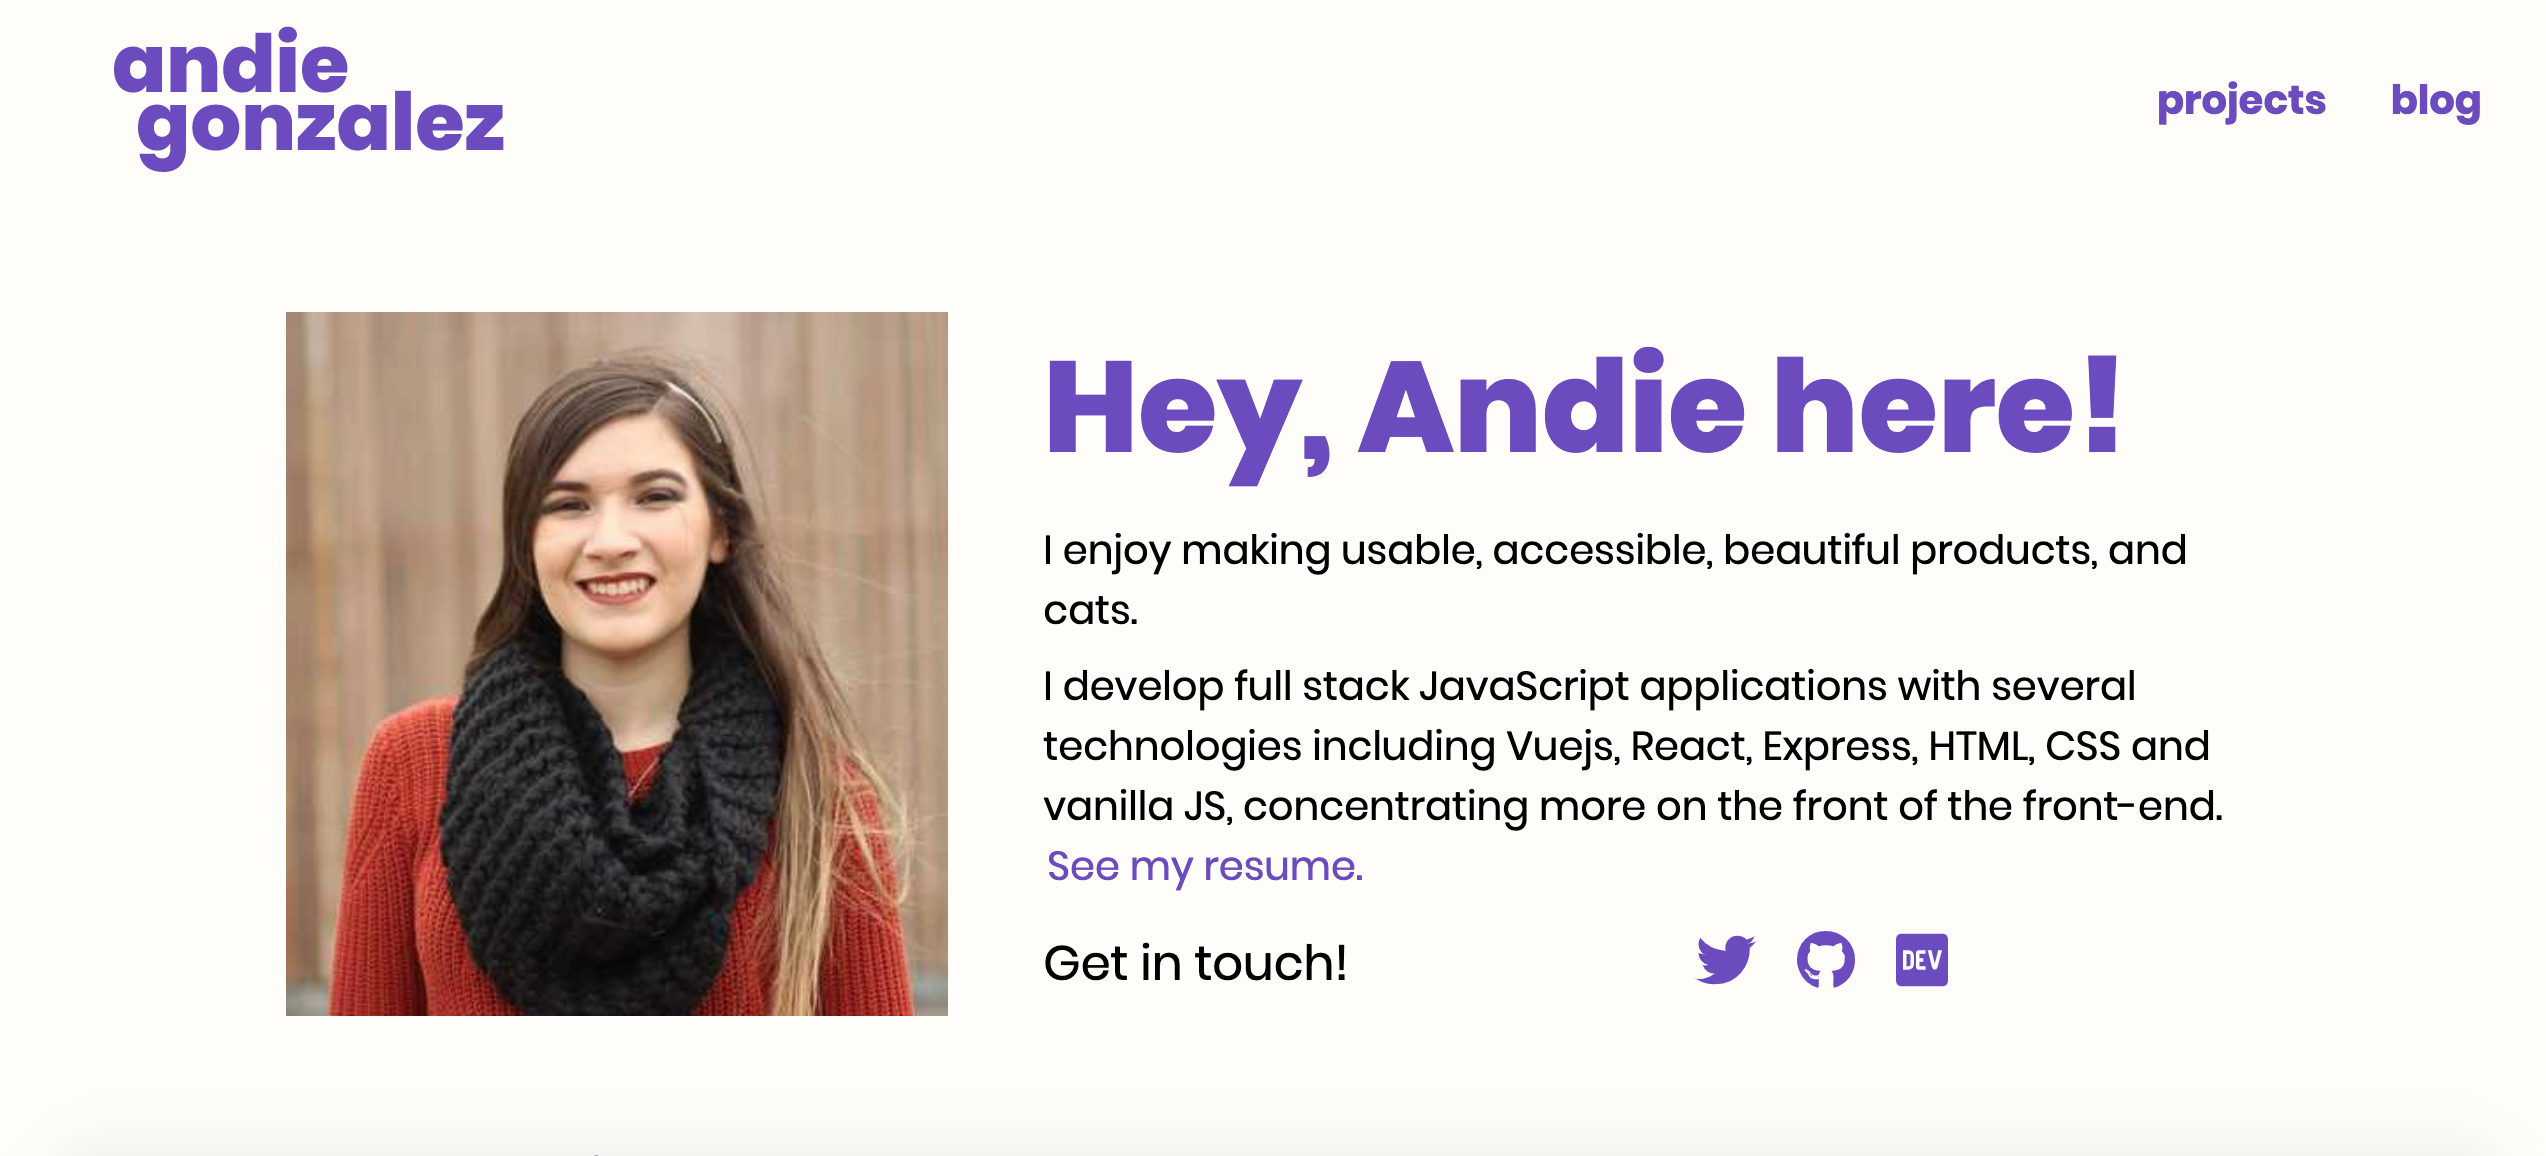 andie
gonzalez
projects blog
Hey, Andie here!
I enjoy making usable, accessible, beautiful products, and
cats.
I develop full stack JavaScript applications with several
technologies including Vuejs, React, Express, HTML, CSS and
vanilla JS, concentrating more on the front of the front-end.
See my resume.
Get in touch!
DEV